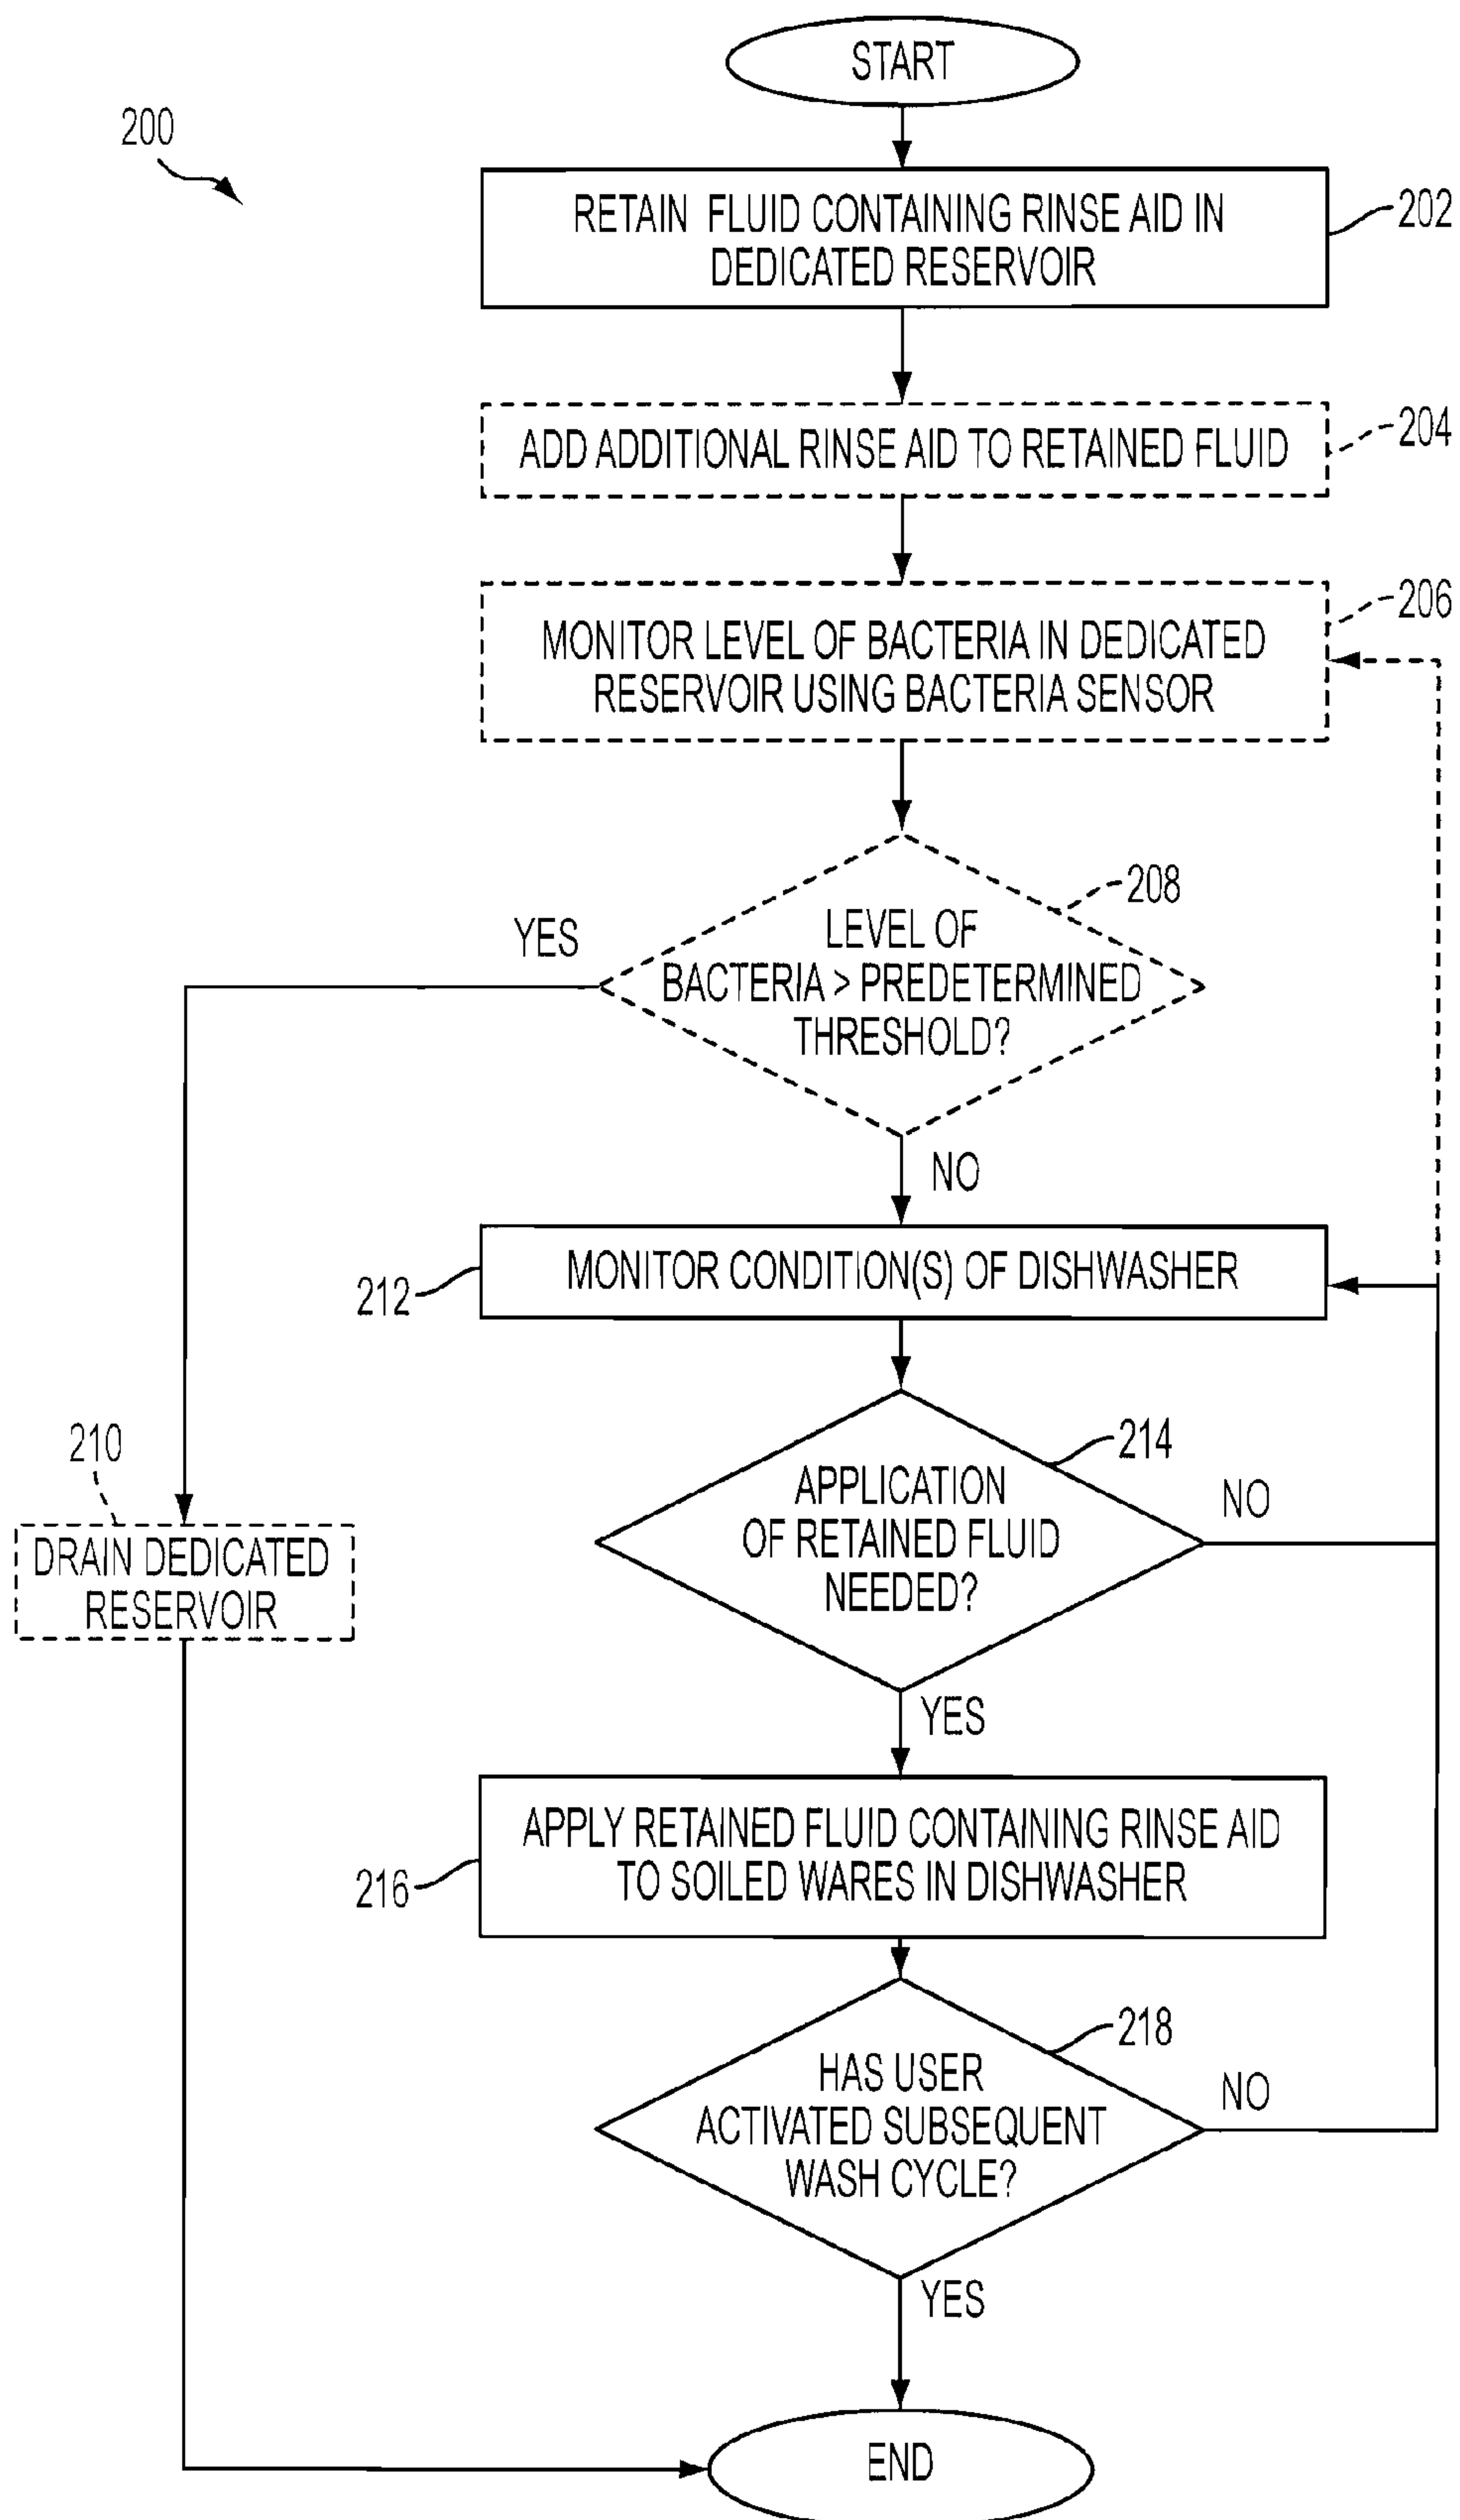 START
200
RETAIN FLUID CONTAINING RINSE AID IN
DEDICATED RESERVOIR
202
ADD ADDITIONAL RINSE AID TO RETAINED FLUID
204
MONITOR LEVEL OF BACTERIA IN DEDICATED
RESERVOIR USING BACTERIA SENSOR
206
LEVEL OF
BACTERIA > PREDETERMINED
THRESHOLD?
208
YES
NO
MONITOR CONDITION(S) OF DISHWASHER
212
210
DRAIN DEDICATED
RESERVOIR
APPLICATION
OF RETAINED FLUID
NEEDED?
214
NO
YES
APPLY RETAINED FLUID CONTAINING RINSE AID
TO SOILED WARES IN DISHWASHER
216
HAS USER
ACTIVATED SUBSEQUENT
WASH CYCLE?
218
NO
YES
END